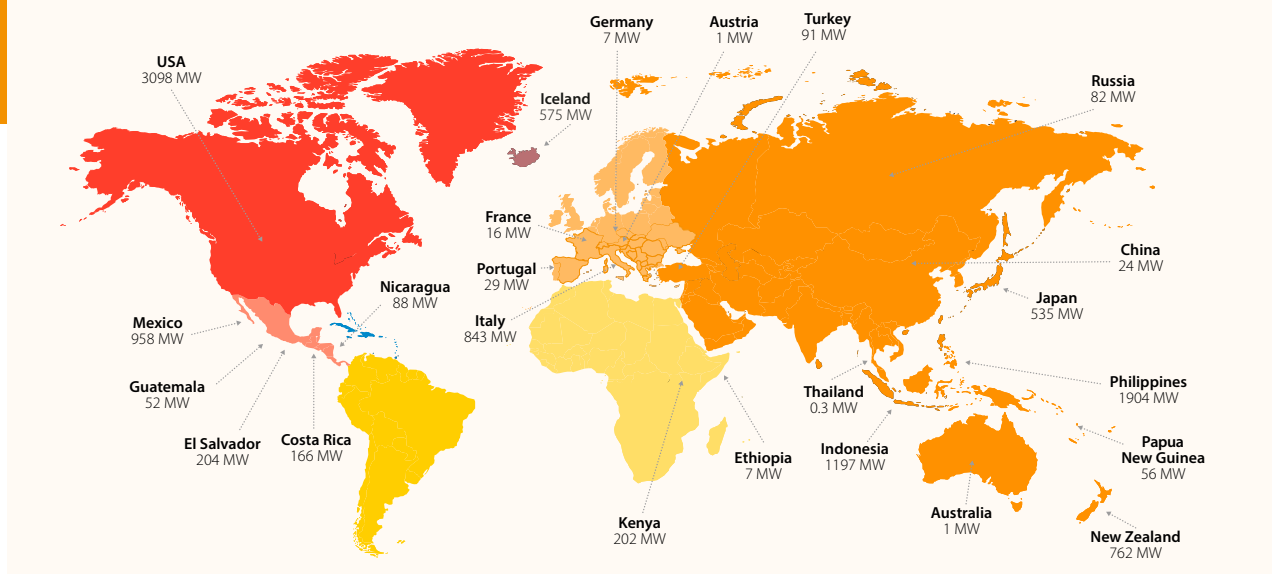 Germany
7 MW
Austria
1 MW
Turkey
91 MW
USA
3098 MW
Iceland
575 MW
Russia
82 MW
France
16 MW
Portugal
29 MW
Italy
843 MW
China
24 MW
Japan
535 MW
Nicaragua
88 MW
Mexico
958 MW
Guatemala
52 MW
El Salvador
204 MW
Costa Rica
166 MW
Thailand
0.3 MW
Philippines
1904 MW
Indonesia
1197 MW
Papua
New Guinea
56 MW
Ethiopia
7 MW
Kenya
202 MW
Australia
1 MW
New Zealand
762 MW